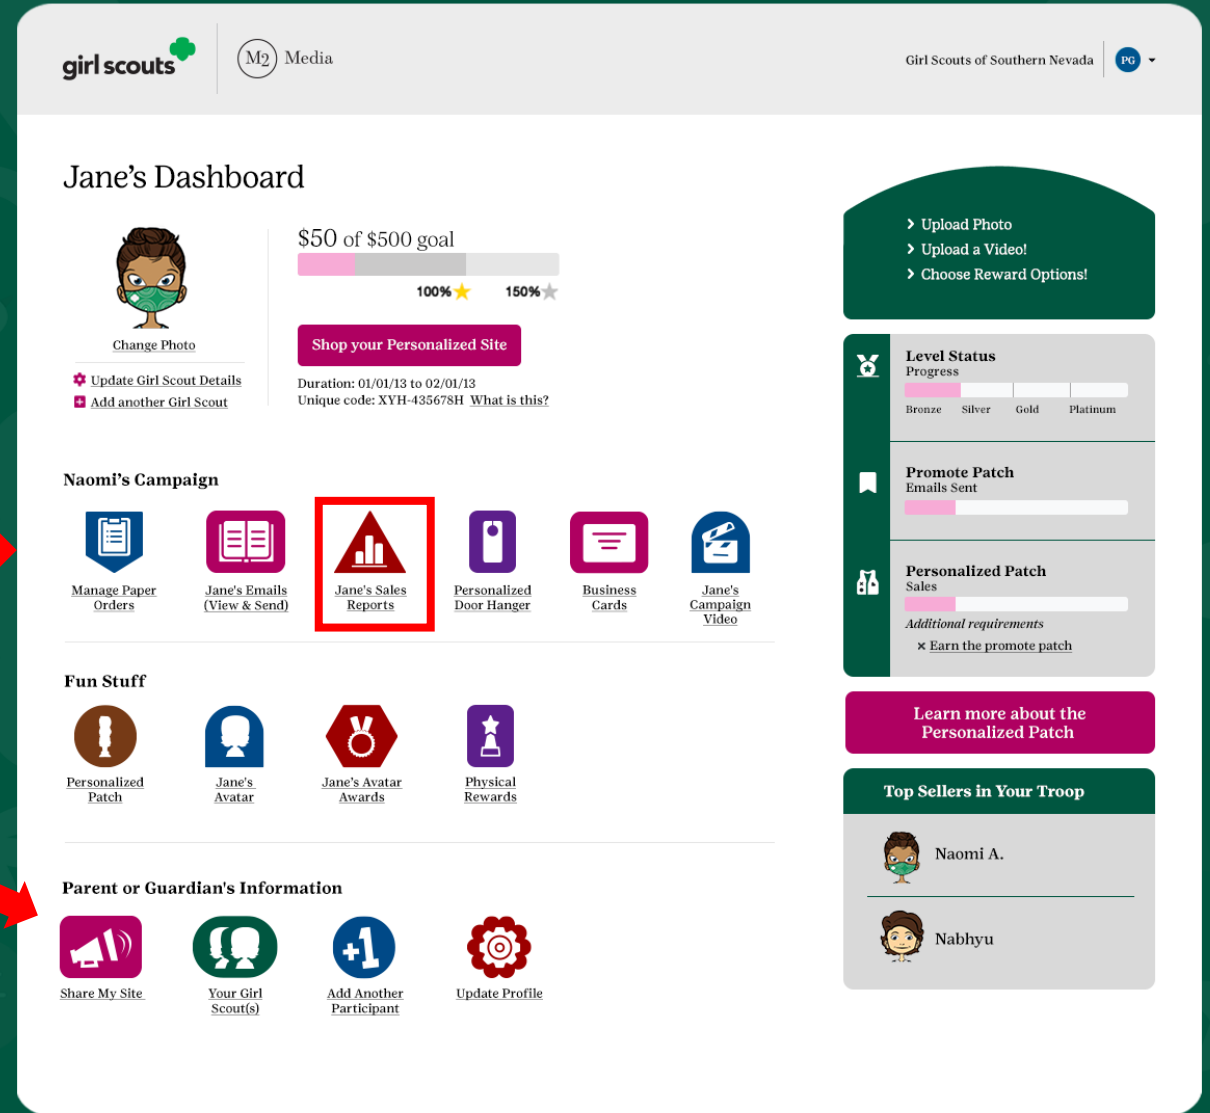 girl scouts
M2 Media
Girl Scouts of Southern Nevada
PG
Jane's Dashboard
Change Photo
Update Girl Scout Details
Add another Girl Scout
$50 of $500 goal
100%
150%
Shop your Personalized Site
Duration: 01/01/13 to 02/01/13
Unique code: XYH-435678H What is this?
Upload Photo
Upload a Video!
Choose Reward Options!
Level Status
Progress
Bronze Silver Gold Platinum
Promote Patch
Emails Sent
Personalized Patch
Sales
Additional requirements
× Earn the promote patch
Learn more about the
Personalized Patch
Top Sellers in Your Troop
Naomi A.
Nabhyu
Naomi's Campaign
Manage Paper
Orders
Jane's Emails
(View & Send)
Jane's Sales
Reports
Personalized
Door Hanger
Business
Cards
Jane's
Campaign
Video
Fun Stuff
Personalized
Patch
Jane's
Avatar
Jane's Avatar
Awards
Physical
Rewards
Parent or Guardian's Information
Share My Site
Your Girl
Scout(s)
+1
Add Another
Participant
Update Profile